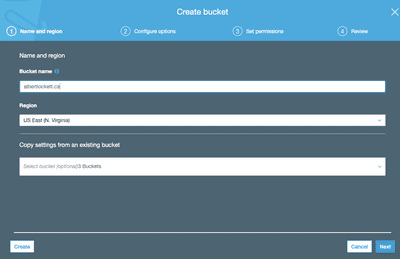 Create bucket
1 Name and region
2 Configure options
3 Set permissions
4 Review
Name and region
Bucket name
albertlockett.ca
Region
US East (N. Virginia)
Copy settings from an existing bucket
Select bucket (optional)3 Buckets
Create
Cancel
Next